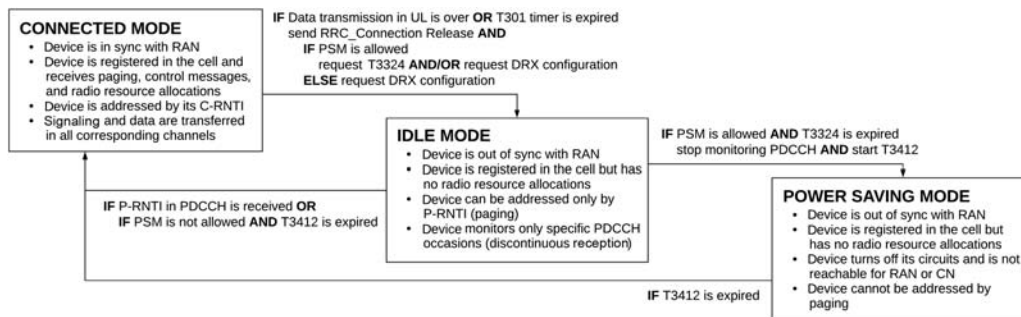 CONNECTED MODE
• Device is in sync with RAN
• Device is registered in the cell and
receives paging, control messages,
and radio resource allocations
• Device is addressed by its C-RNTI
• Signaling and data are transferred
in all corresponding channels
IF Data transmission in UL is over OR T301 timer is expired
send RRC_Connection Release AND
IF PSM is allowed
request T3324 AND/OR request DRX configuration
ELSE request DRX configuration
IDLE MODE
• Device is out of sync with RAN
• Device is registered in the cell but has
no radio resource allocations
• Device can be addressed only by
P-RNTI (paging)
• Device monitors only specific PDCCH
occasions (discontinuous reception)
IF PSM is allowed AND T3324 is expired
stop monitoring PDCCH AND start T3412
IF P-RNTI in PDCCH is received OR
IF PSM is not allowed AND T3412 is expired
POWER SAVING MODE
• Device is out of sync with RAN
• Device is registered in the cell but
has no radio resource allocations
• Device turns off its circuits and is not
reachable for RAN or CN
• Device cannot be addressed by
paging
IF T3412 is expired